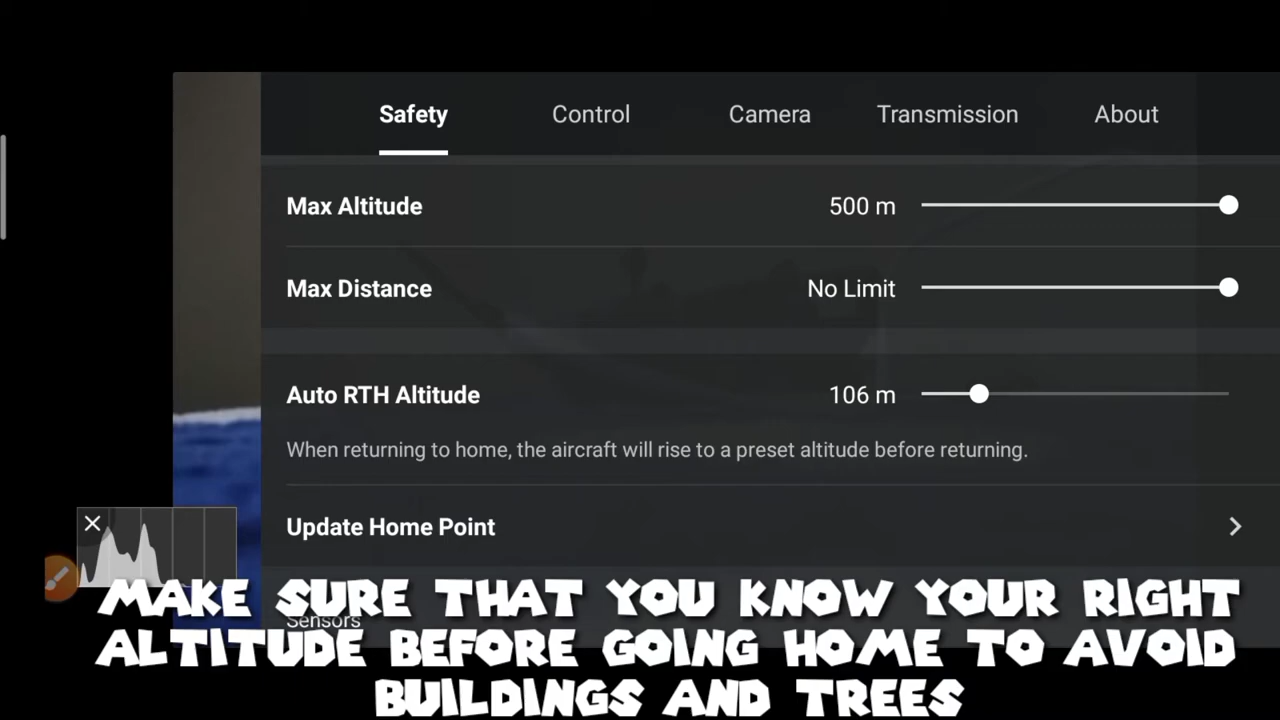 Safety Control Camera Transmission About
Max Altitude 500 m
Max Distance No Limit
Auto RTH Altitude 106 m
When returning to home, the aircraft will rise to a preset altitude before returning.
Update Home Point
Sensors
MAKE SURE THAT YOU KNOW YOUR RIGHT
ALTITUDE BEFORE GOING HOME TO AVOID
BUILDINGS AND TREES